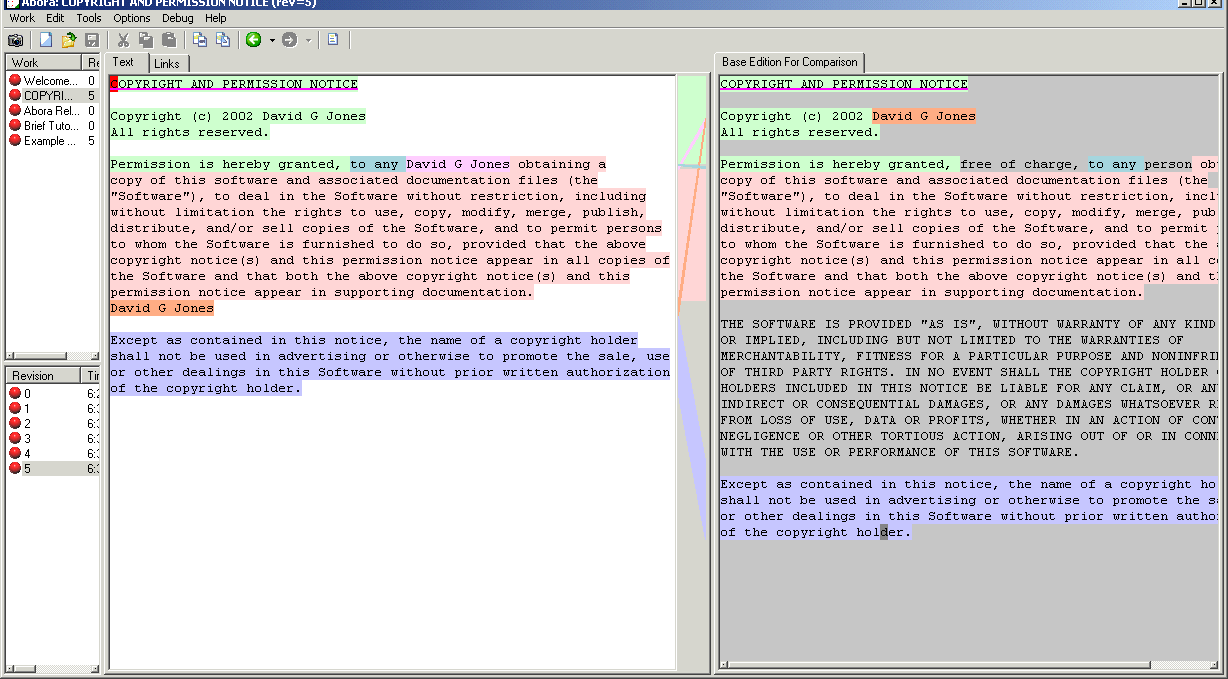 Abora: COPYRIGHT AND PERMISSION NOTICE (rev=5)
Work Edit Tools Options Debug Help
Work Re
Welcome... 0
COPYRI... 5
Abora Rel... 0
Brief Tuto... 0
Example ... 5
Revision Tir
0 6:2
1 6:3
2 6:3
3 6:3
4 6:3
5 6:3
Text Links
COPYRIGHT AND PERMISSION NOTICE
Copyright (c) 2002 David G Jones
All rights reserved.
Permission is hereby granted, to any David G Jones obtaining a
copy of this software and associated documentation files (the
"Software"), to deal in the Software without restriction, including
without limitation the rights to use, copy, modify, merge, publish,
distribute, and/or sell copies of the Software, and to permit persons
to whom the Software is furnished to do so, provided that the above
copyright notice(s) and this permission notice appear in all copies of
the Software and that both the above copyright notice(s) and this
permission notice appear in supporting documentation.
David G Jones
Except as contained in this notice, the name of a copyright holder
shall not be used in advertising or otherwise to promote the sale, use
or other dealings in this Software without prior written authorization
of the copyright holder.
Base Edition For Comparison
COPYRIGHT AND PERMISSION NOTICE
Copyright (c) 2002 David G Jones
All rights reserved.
Permission is hereby granted, free of charge, to any person ob
copy of this software and associated documentation files (the
"Software"), to deal in the Software without restriction, incl
without limitation the rights to use, copy, modify, merge, pub
distribute, and/or sell copies of the Software, and to permit
to whom the Software is furnished to do so, provided that the
copyright notice(s) and this permission notice appear in all c
the Software and that both the above copyright notice(s) and t
permission notice appear in supporting documentation.
THE SOFTWARE IS PROVIDED "AS IS", WITHOUT WARRANTY OF ANY KIND
OR IMPLIED, INCLUDING BUT NOT LIMITED TO THE WARRANTIES OF
MERCHANTABILITY, FITNESS FOR A PARTICULAR PURPOSE AND NONINFRI
OF THIRD PARTY RIGHTS. IN NO EVENT SHALL THE COPYRIGHT HOLDER
HOLDERS INCLUDED IN THIS NOTICE BE LIABLE FOR ANY CLAIM, OR AN
INDIRECT OR CONSEQUENTIAL DAMAGES, OR ANY DAMAGES WHATSOEVER R
FROM LOSS OF USE, DATA OR PROFITS, WHETHER IN AN ACTION OF CON
NEGLIGENCE OR OTHER TORTIOUS ACTION, ARISING OUT OF OR IN CONN
WITH THE USE OR PERFORMANCE OF THIS SOFTWARE.
Except as contained in this notice, the name of a copyright ho
shall not be used in advertising or otherwise to promote the s
or other dealings in this Software without prior written autho
of the copyright holder.